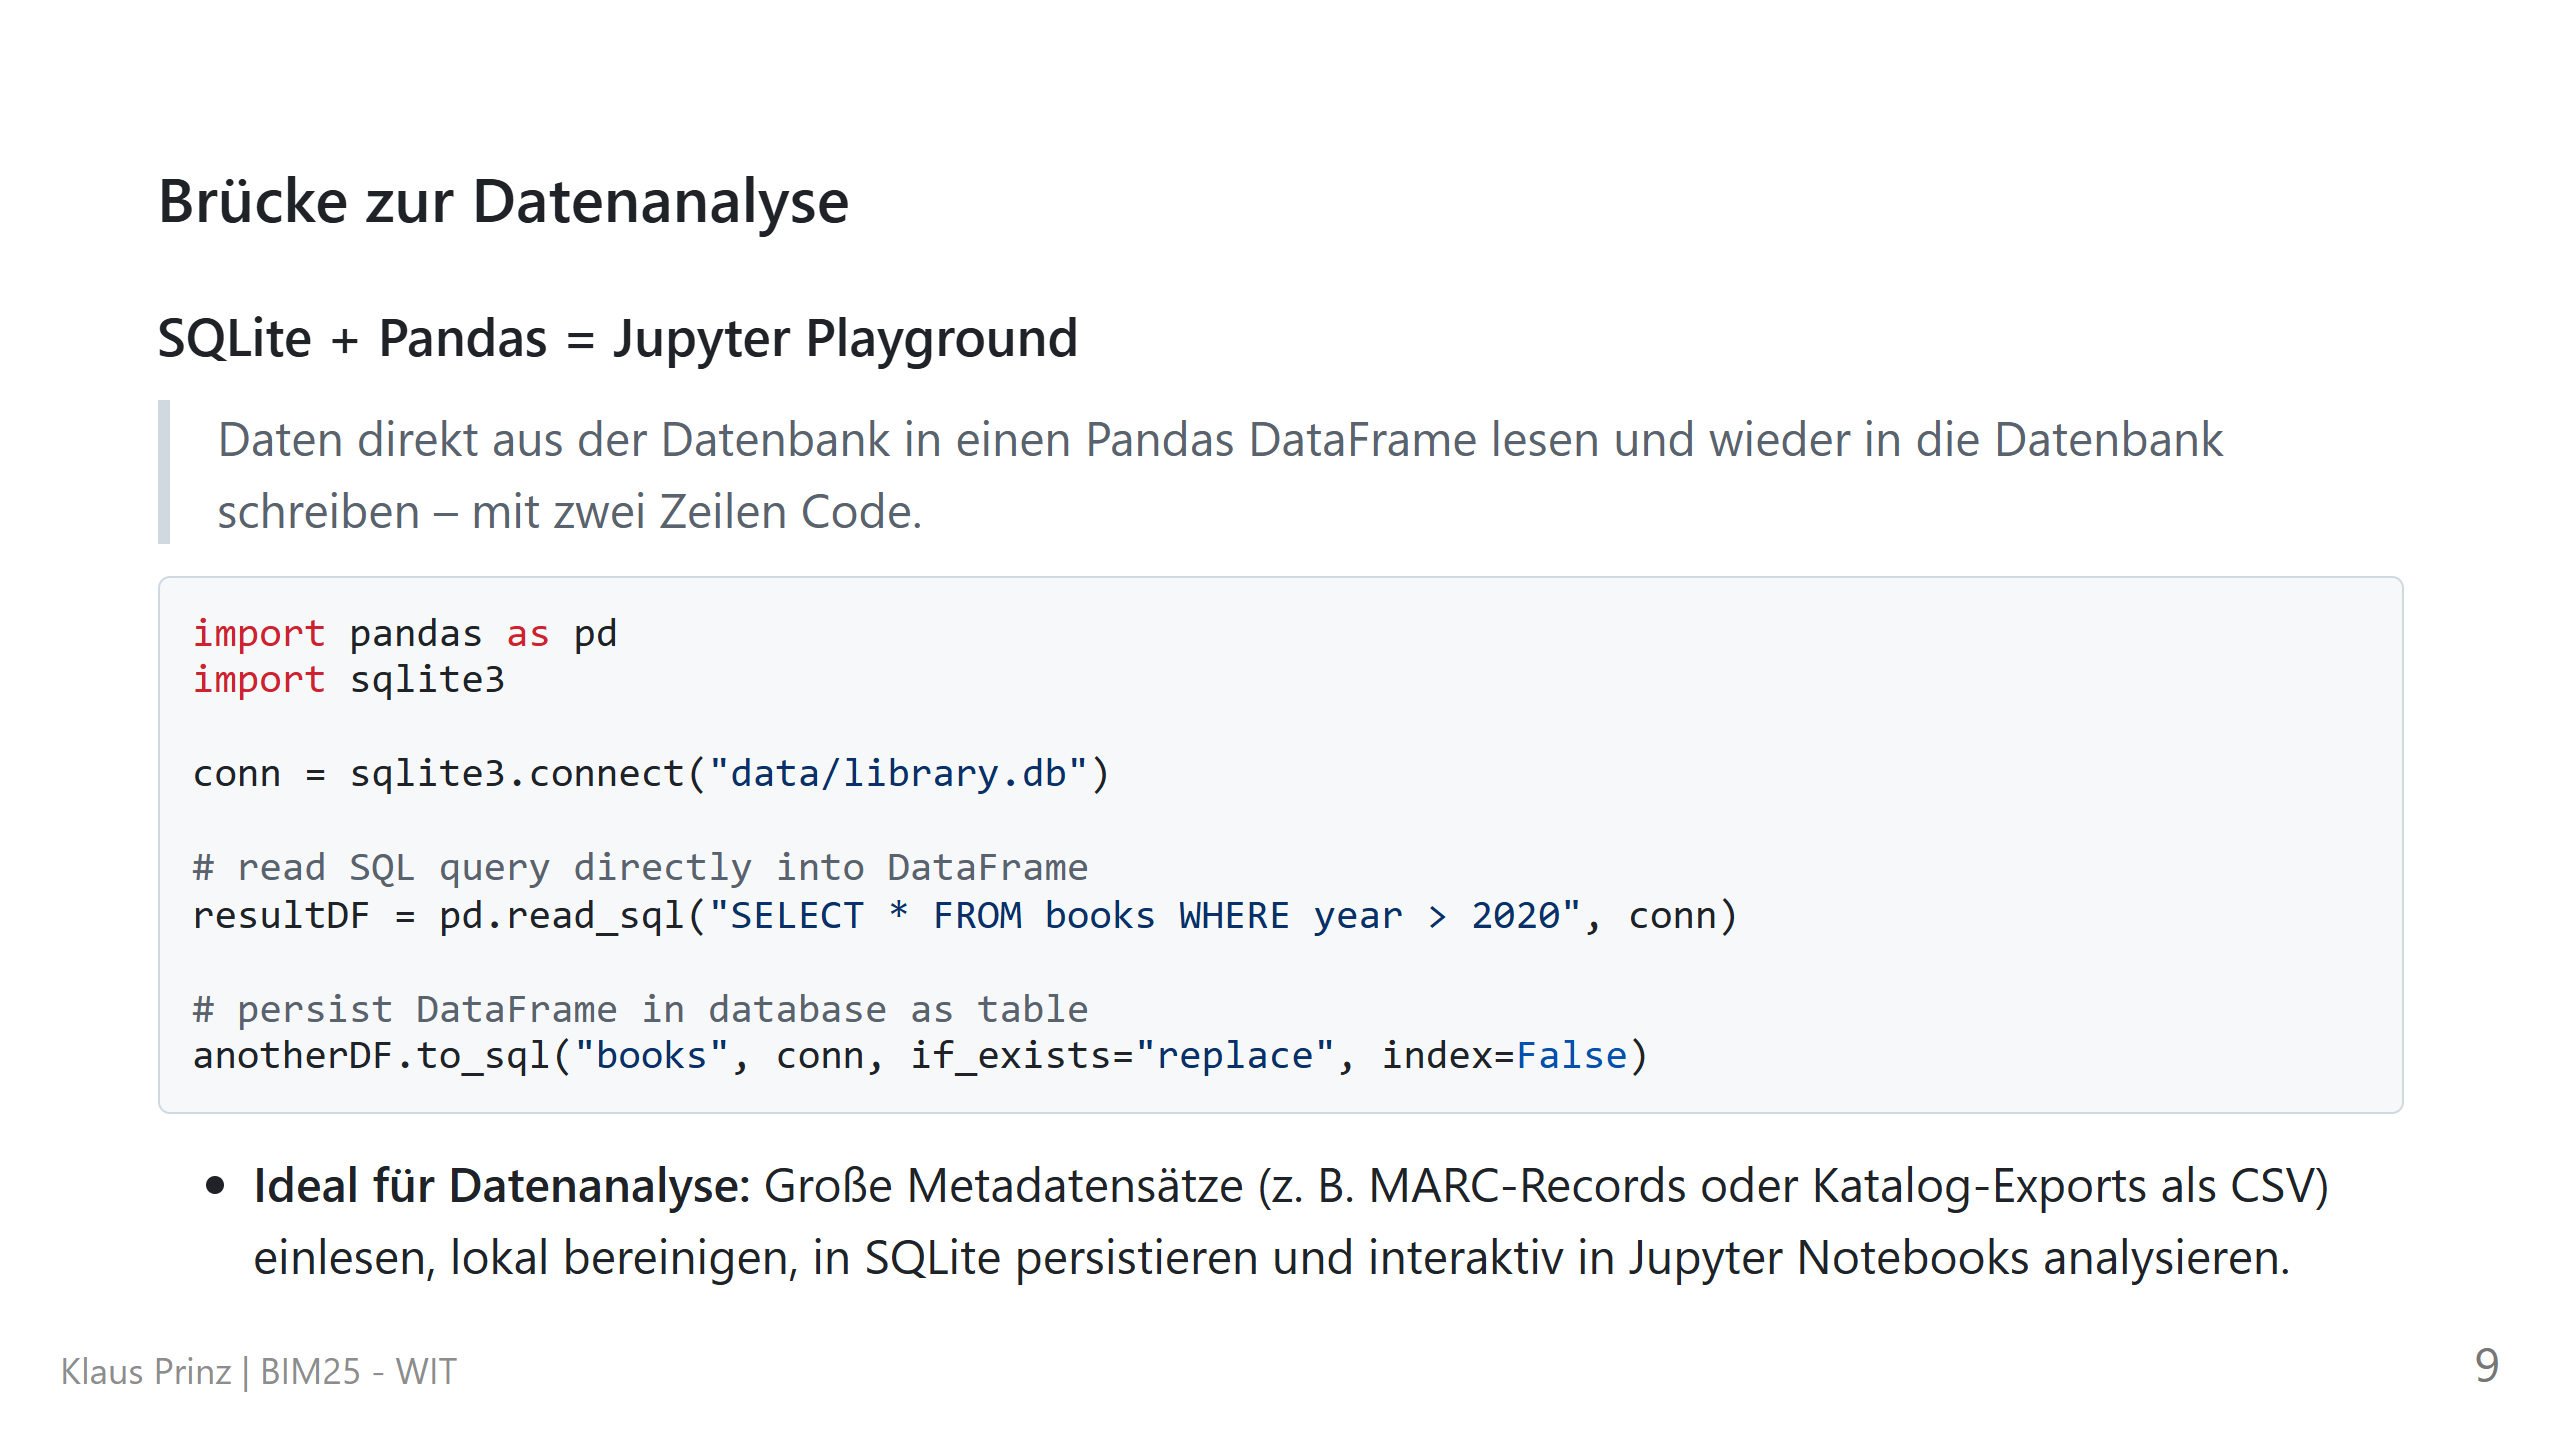 Brücke zur Datenanalyse
SQLite + Pandas = Jupyter Playground
Daten direkt aus der Datenbank in einen Pandas DataFrame lesen und wieder in die Datenbank
schreiben – mit zwei Zeilen Code.
import pandas as pd
import sqlite3
conn = sqlite3.connect("data/library.db")
# read SQL query directly into DataFrame
resultDF = pd.read_sql("SELECT * FROM books WHERE year > 2020", conn)
# persist DataFrame in database as table
anotherDF.to_sql("books", conn, if_exists="replace", index=False)
• Ideal für Datenanalyse: Große Metadatensätze (z. B. MARC-Records oder Katalog-Exports als CSV)
einlesen, lokal bereinigen, in SQLite persistieren und interaktiv in Jupyter Notebooks analysieren.
Klaus Prinz | BIM25 - WIT
9